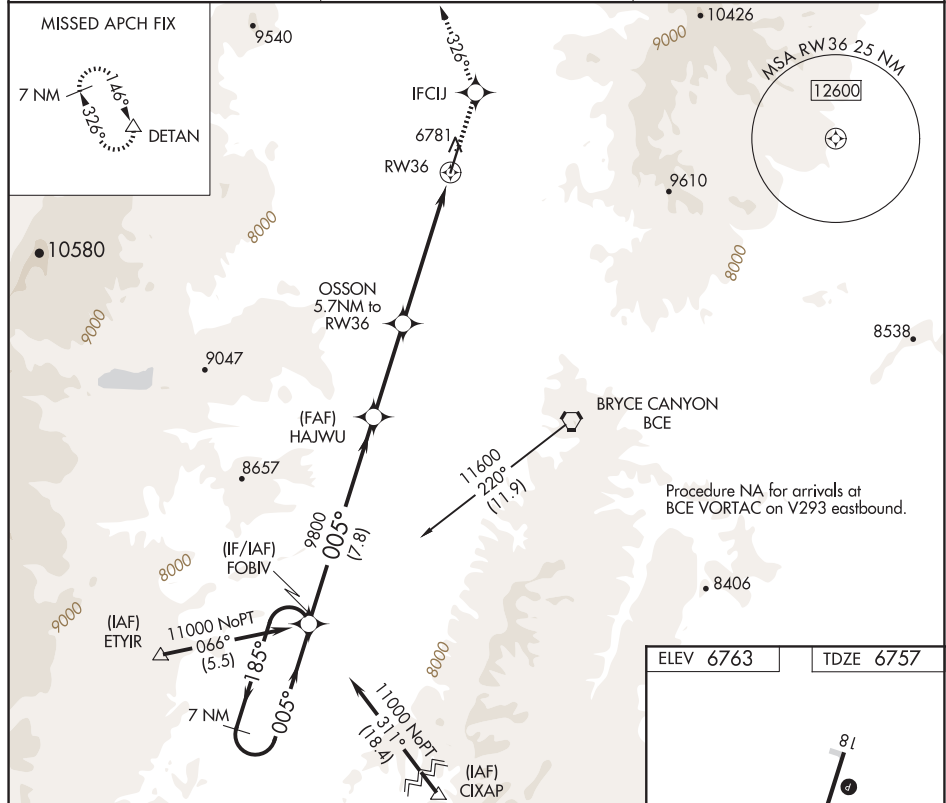 MISSED APCH FIX
7 NM
146°
326°
DETAN
9540
326°
IFCIJ
6781
RW36
10426
9000
MSA RW36 25 NM
12600
9610
8000
8000
10580
9000
OSSON
5.7NM to
RW36
8538
9047
(FAF)
HAJWU
BRYCE CANYON
BCE
11600
220°
(11.9)
8657
Procedure NA for arrivals at
BCE VORTAC on V293 eastbound.
9800
005°
(7.8)
(IF/IAF)
FOBIV
8000
8406
9000
(IAF)
ETYIR
11000 NoPT
066°
(5.5)
185°
005°
7 NM
8000
11000 NoPT
311°
(18.4)
(IAF)
CIXAP
ELEV 6763
TDZE 6757
18
P